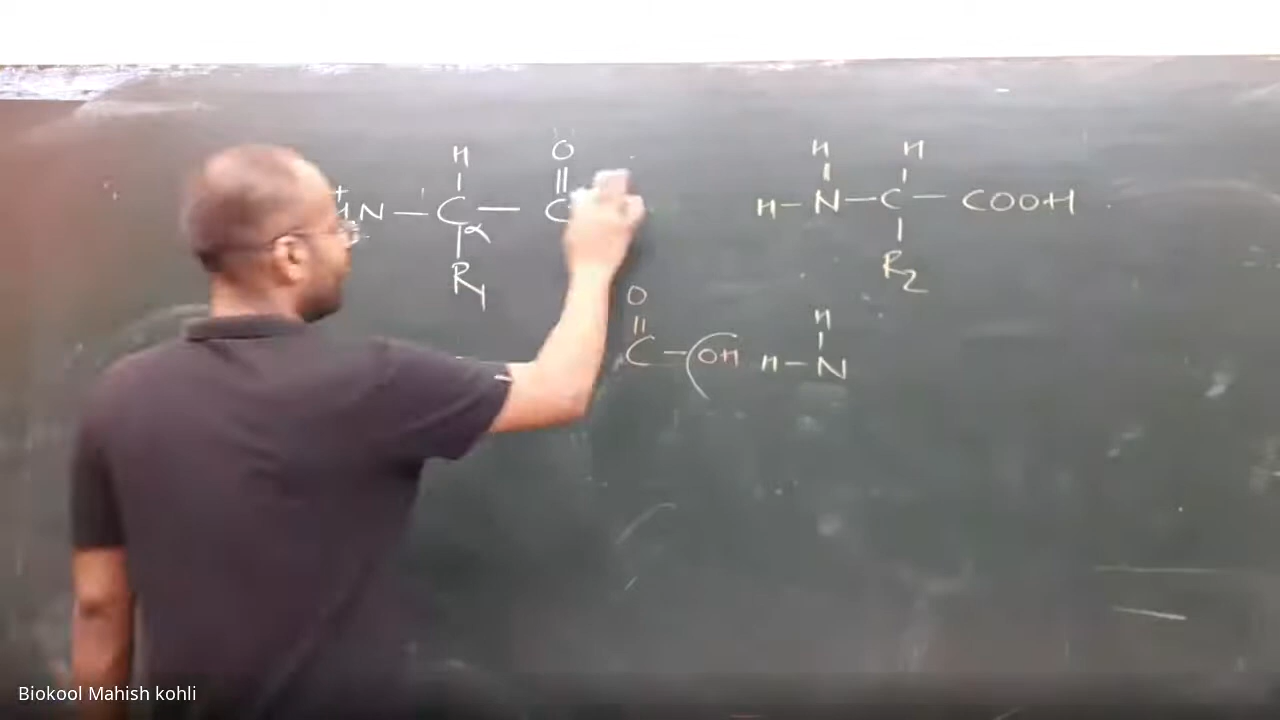 H O H H
+
HN — C — C H — N — C — COOH
α
R1 R2
O H
C — OH H — N
Biokool Mahish kohli